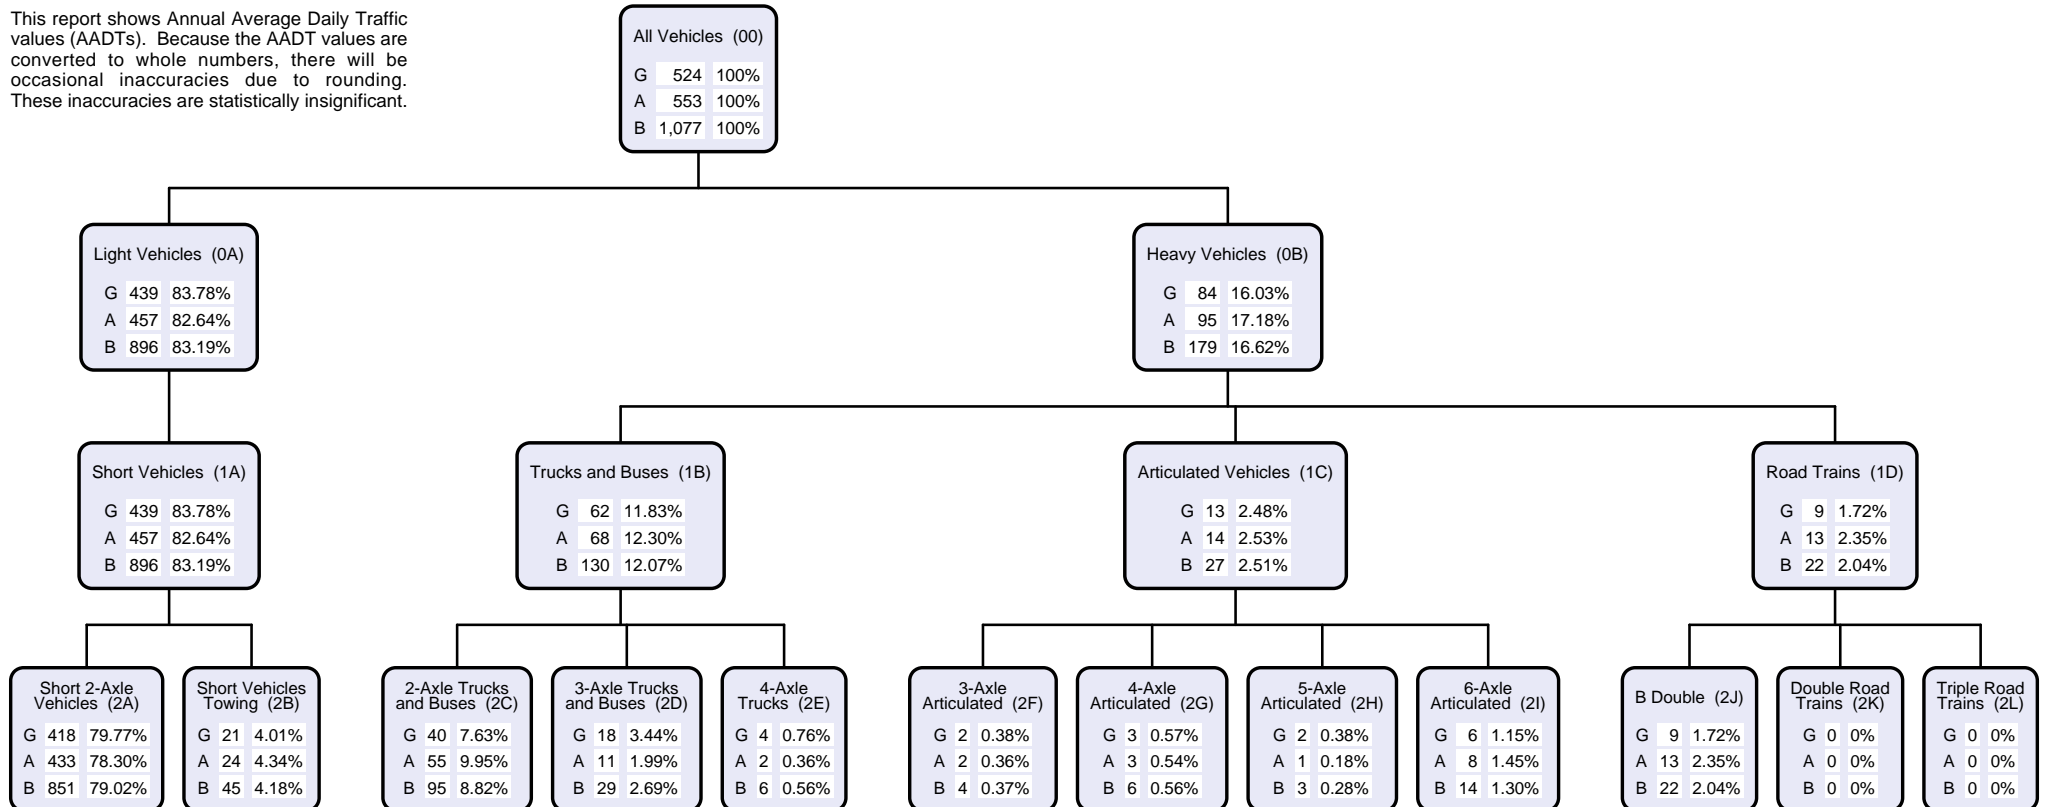 This report shows Annual Average Daily Traffic
values (AADTs). Because the AADT values are
converted to whole numbers, there will be
occasional inaccuracies due to rounding.
These inaccuracies are statistically insignificant.
All Vehicles (00)
G 524 100%
A 553 100%
B 1,077 100%
Light Vehicles (0A)
G 439 83.78%
A 457 82.64%
B 896 83.19%
Heavy Vehicles (0B)
G 84 16.03%
A 95 17.18%
B 179 16.62%
Short Vehicles (1A)
G 439 83.78%
A 457 82.64%
B 896 83.19%
Trucks and Buses (1B)
G 62 11.83%
A 68 12.30%
B 130 12.07%
Articulated Vehicles (1C)
G 13 2.48%
A 14 2.53%
B 27 2.51%
Road Trains (1D)
G 9 1.72%
A 13 2.35%
B 22 2.04%
Short 2-Axle
Vehicles (2A)
G 418 79.77%
A 433 78.30%
B 851 79.02%
Short Vehicles
Towing (2B)
G 21 4.01%
A 24 4.34%
B 45 4.18%
2-Axle Trucks
and Buses (2C)
G 40 7.63%
A 55 9.95%
B 95 8.82%
3-Axle Trucks
and Buses (2D)
G 18 3.44%
A 11 1.99%
B 29 2.69%
4-Axle
Trucks (2E)
G 4 0.76%
A 2 0.36%
B 6 0.56%
3-Axle
Articulated (2F)
G 2 0.38%
A 2 0.36%
B 4 0.37%
4-Axle
Articulated (2G)
G 3 0.57%
A 3 0.54%
B 6 0.56%
5-Axle
Articulated (2H)
G 2 0.38%
A 1 0.18%
B 3 0.28%
6-Axle
Articulated (2I)
G 6 1.15%
A 8 1.45%
B 14 1.30%
B Double (2J)
G 9 1.72%
A 13 2.35%
B 22 2.04%
Double Road
Trains (2K)
G 0 0%
A 0 0%
B 0 0%
Triple Road
Trains (2L)
G 0 0%
A 0 0%
B 0 0%